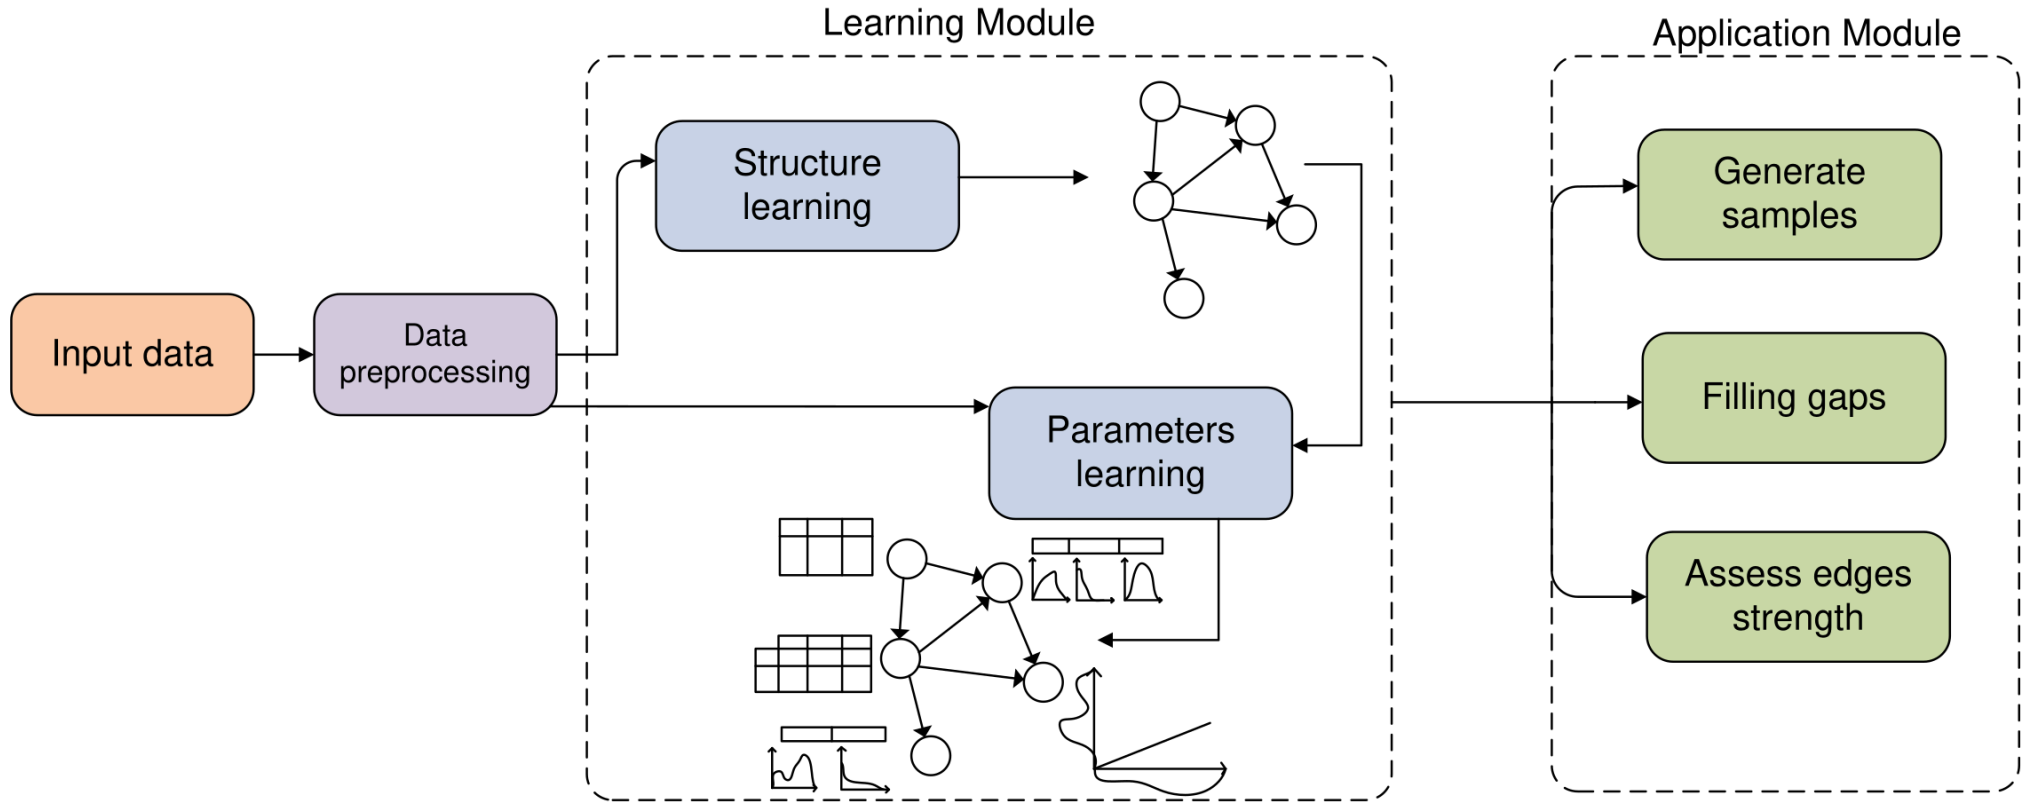 Learning Module
Application Module
Structure
learning
Generate
samples
Input data
Data
preprocessing
Parameters
learning
Filling gaps
Assess edges
strength